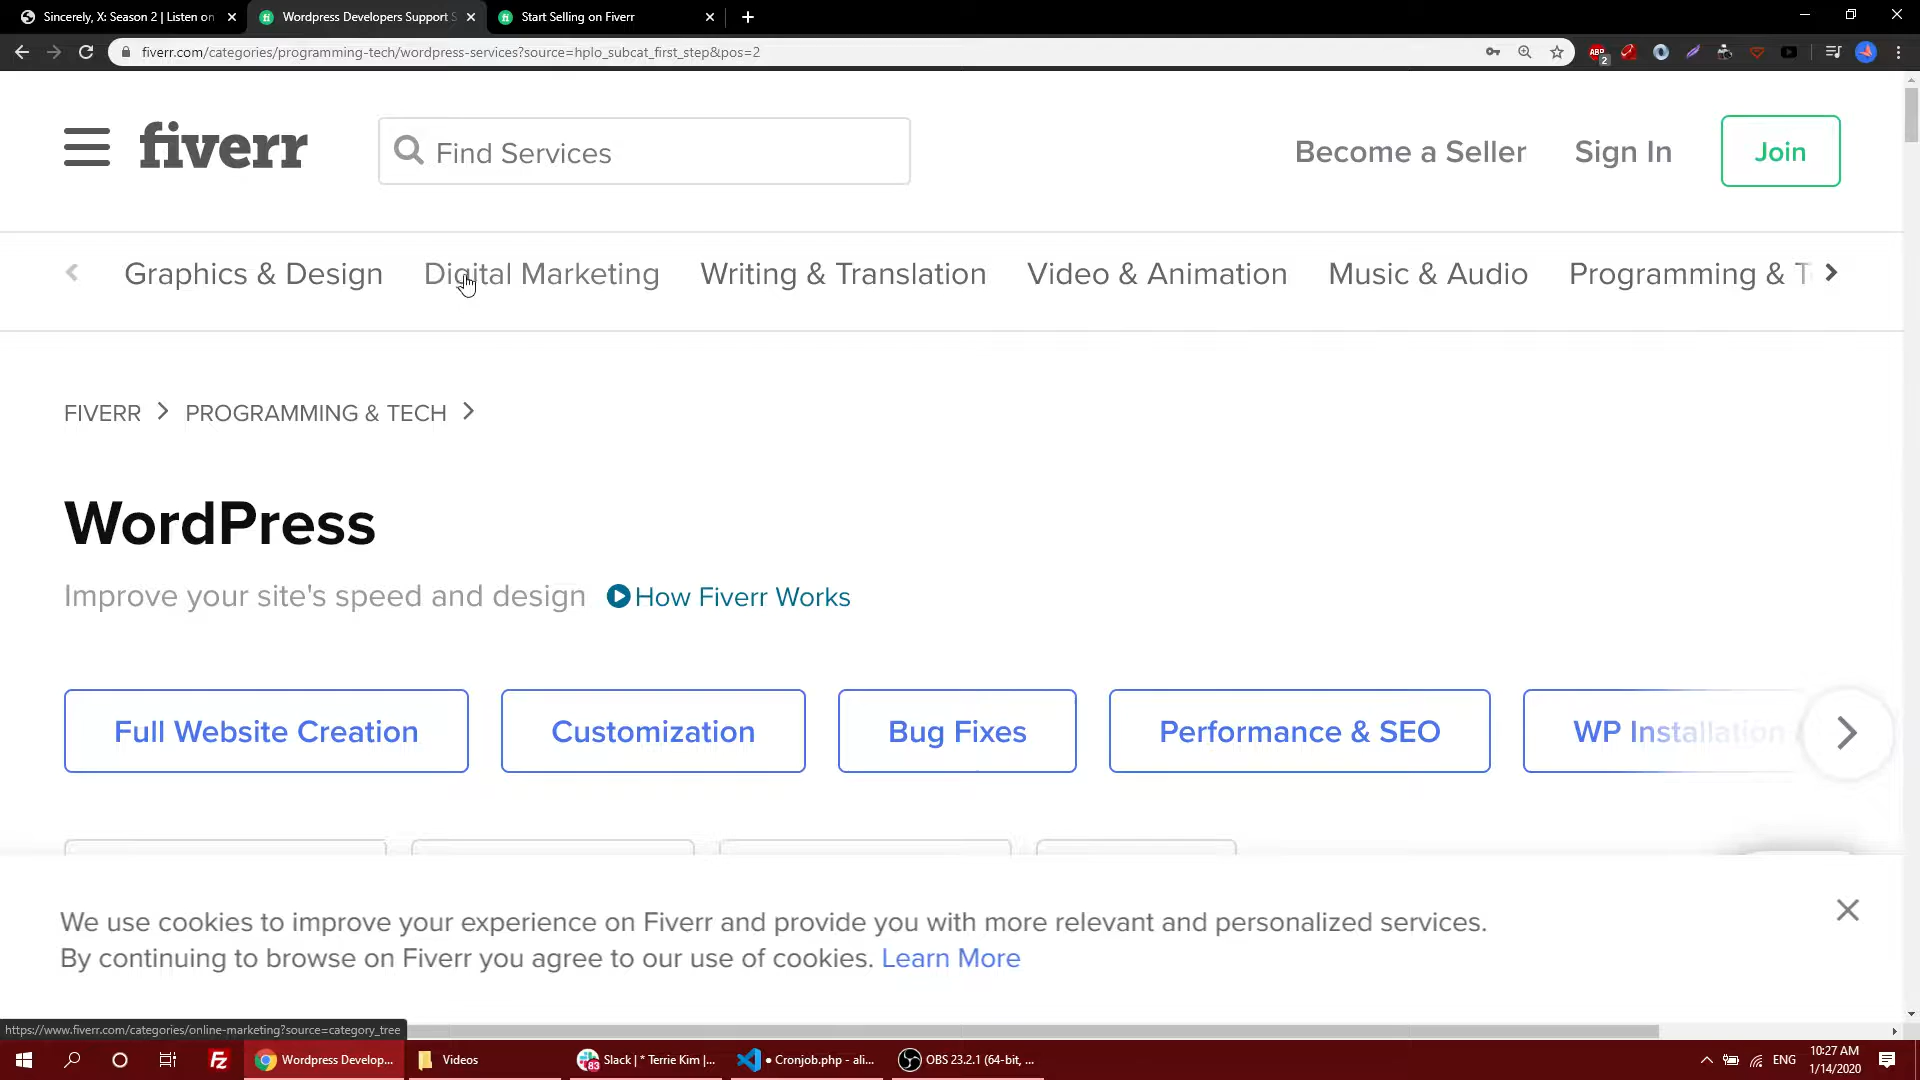 Sincerely, X: Season 2 | Listen on
Wordpress Developers Support S
Start Selling on Fiverr
fiverr.com/categories/programming-tech/wordpress-services?source=hplo_subcat_first_step&pos=2
ABP
2
fiverr
Find Services
Become a Seller
Sign In
Join
Graphics & Design
Digital Marketing
Writing & Translation
Video & Animation
Music & Audio
Programming & T
FIVERR > PROGRAMMING & TECH >
WordPress
Improve your site's speed and design
How Fiverr Works
Full Website Creation
Customization
Bug Fixes
Performance & SEO
WP Installation
We use cookies to improve your experience on Fiverr and provide you with more relevant and personalized services.
By continuing to browse on Fiverr you agree to our use of cookies. Learn More
https://www.fiverr.com/categories/online-marketing?source=category_tree
Fz
Wordpress Develop...
Videos
83
Slack | * Terrie Kim |...
● Cronjob.php - ali...
OBS 23.2.1 (64-bit, ...
ENG
10:27 AM
1/14/2020